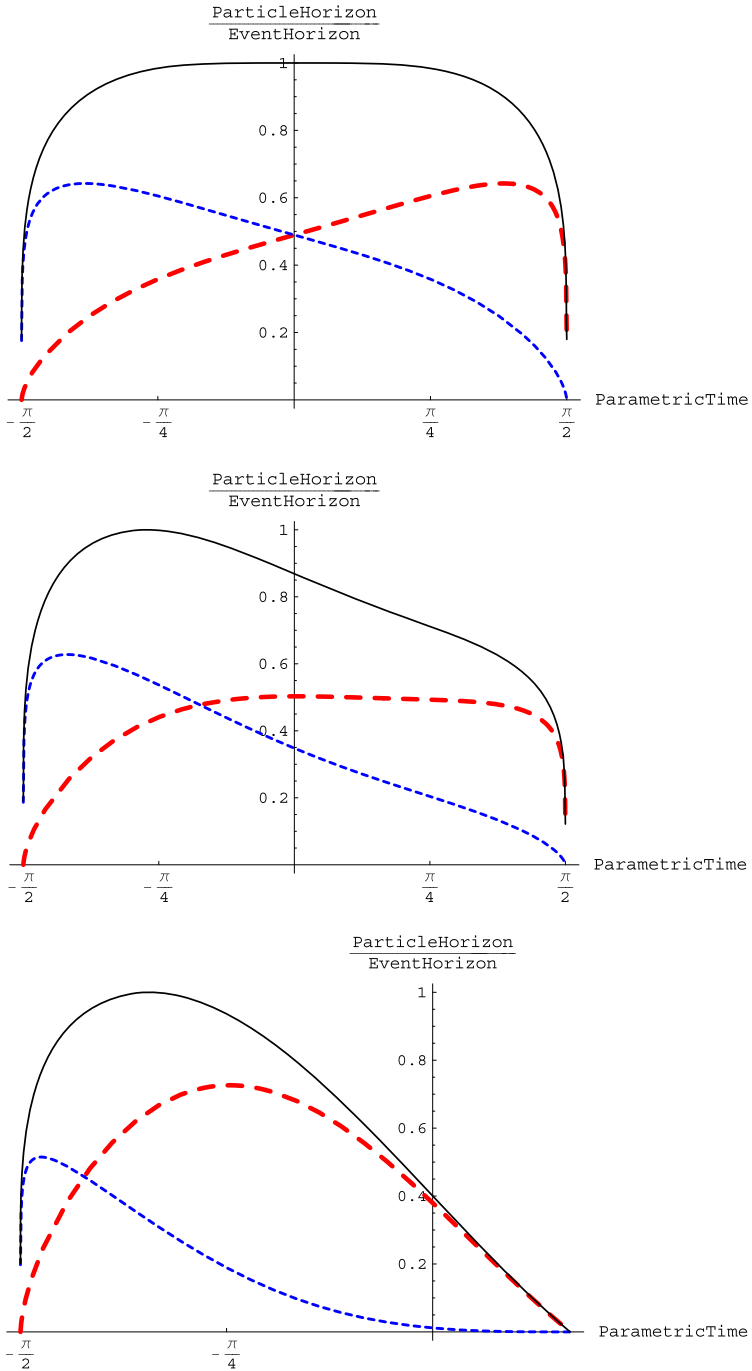 ParticleHorizon
EventHorizon
1
0.8
0.6
0.4
0.2
ParametricTime
-π/2 -π/4 π/4 π/2
ParticleHorizon
EventHorizon
1
0.8
0.6
0.4
0.2
ParametricTime
-π/2 -π/4 π/4 π/2
ParticleHorizon
EventHorizon
1
0.8
0.6
0.4
0.2
ParametricTime
-π/2 -π/4